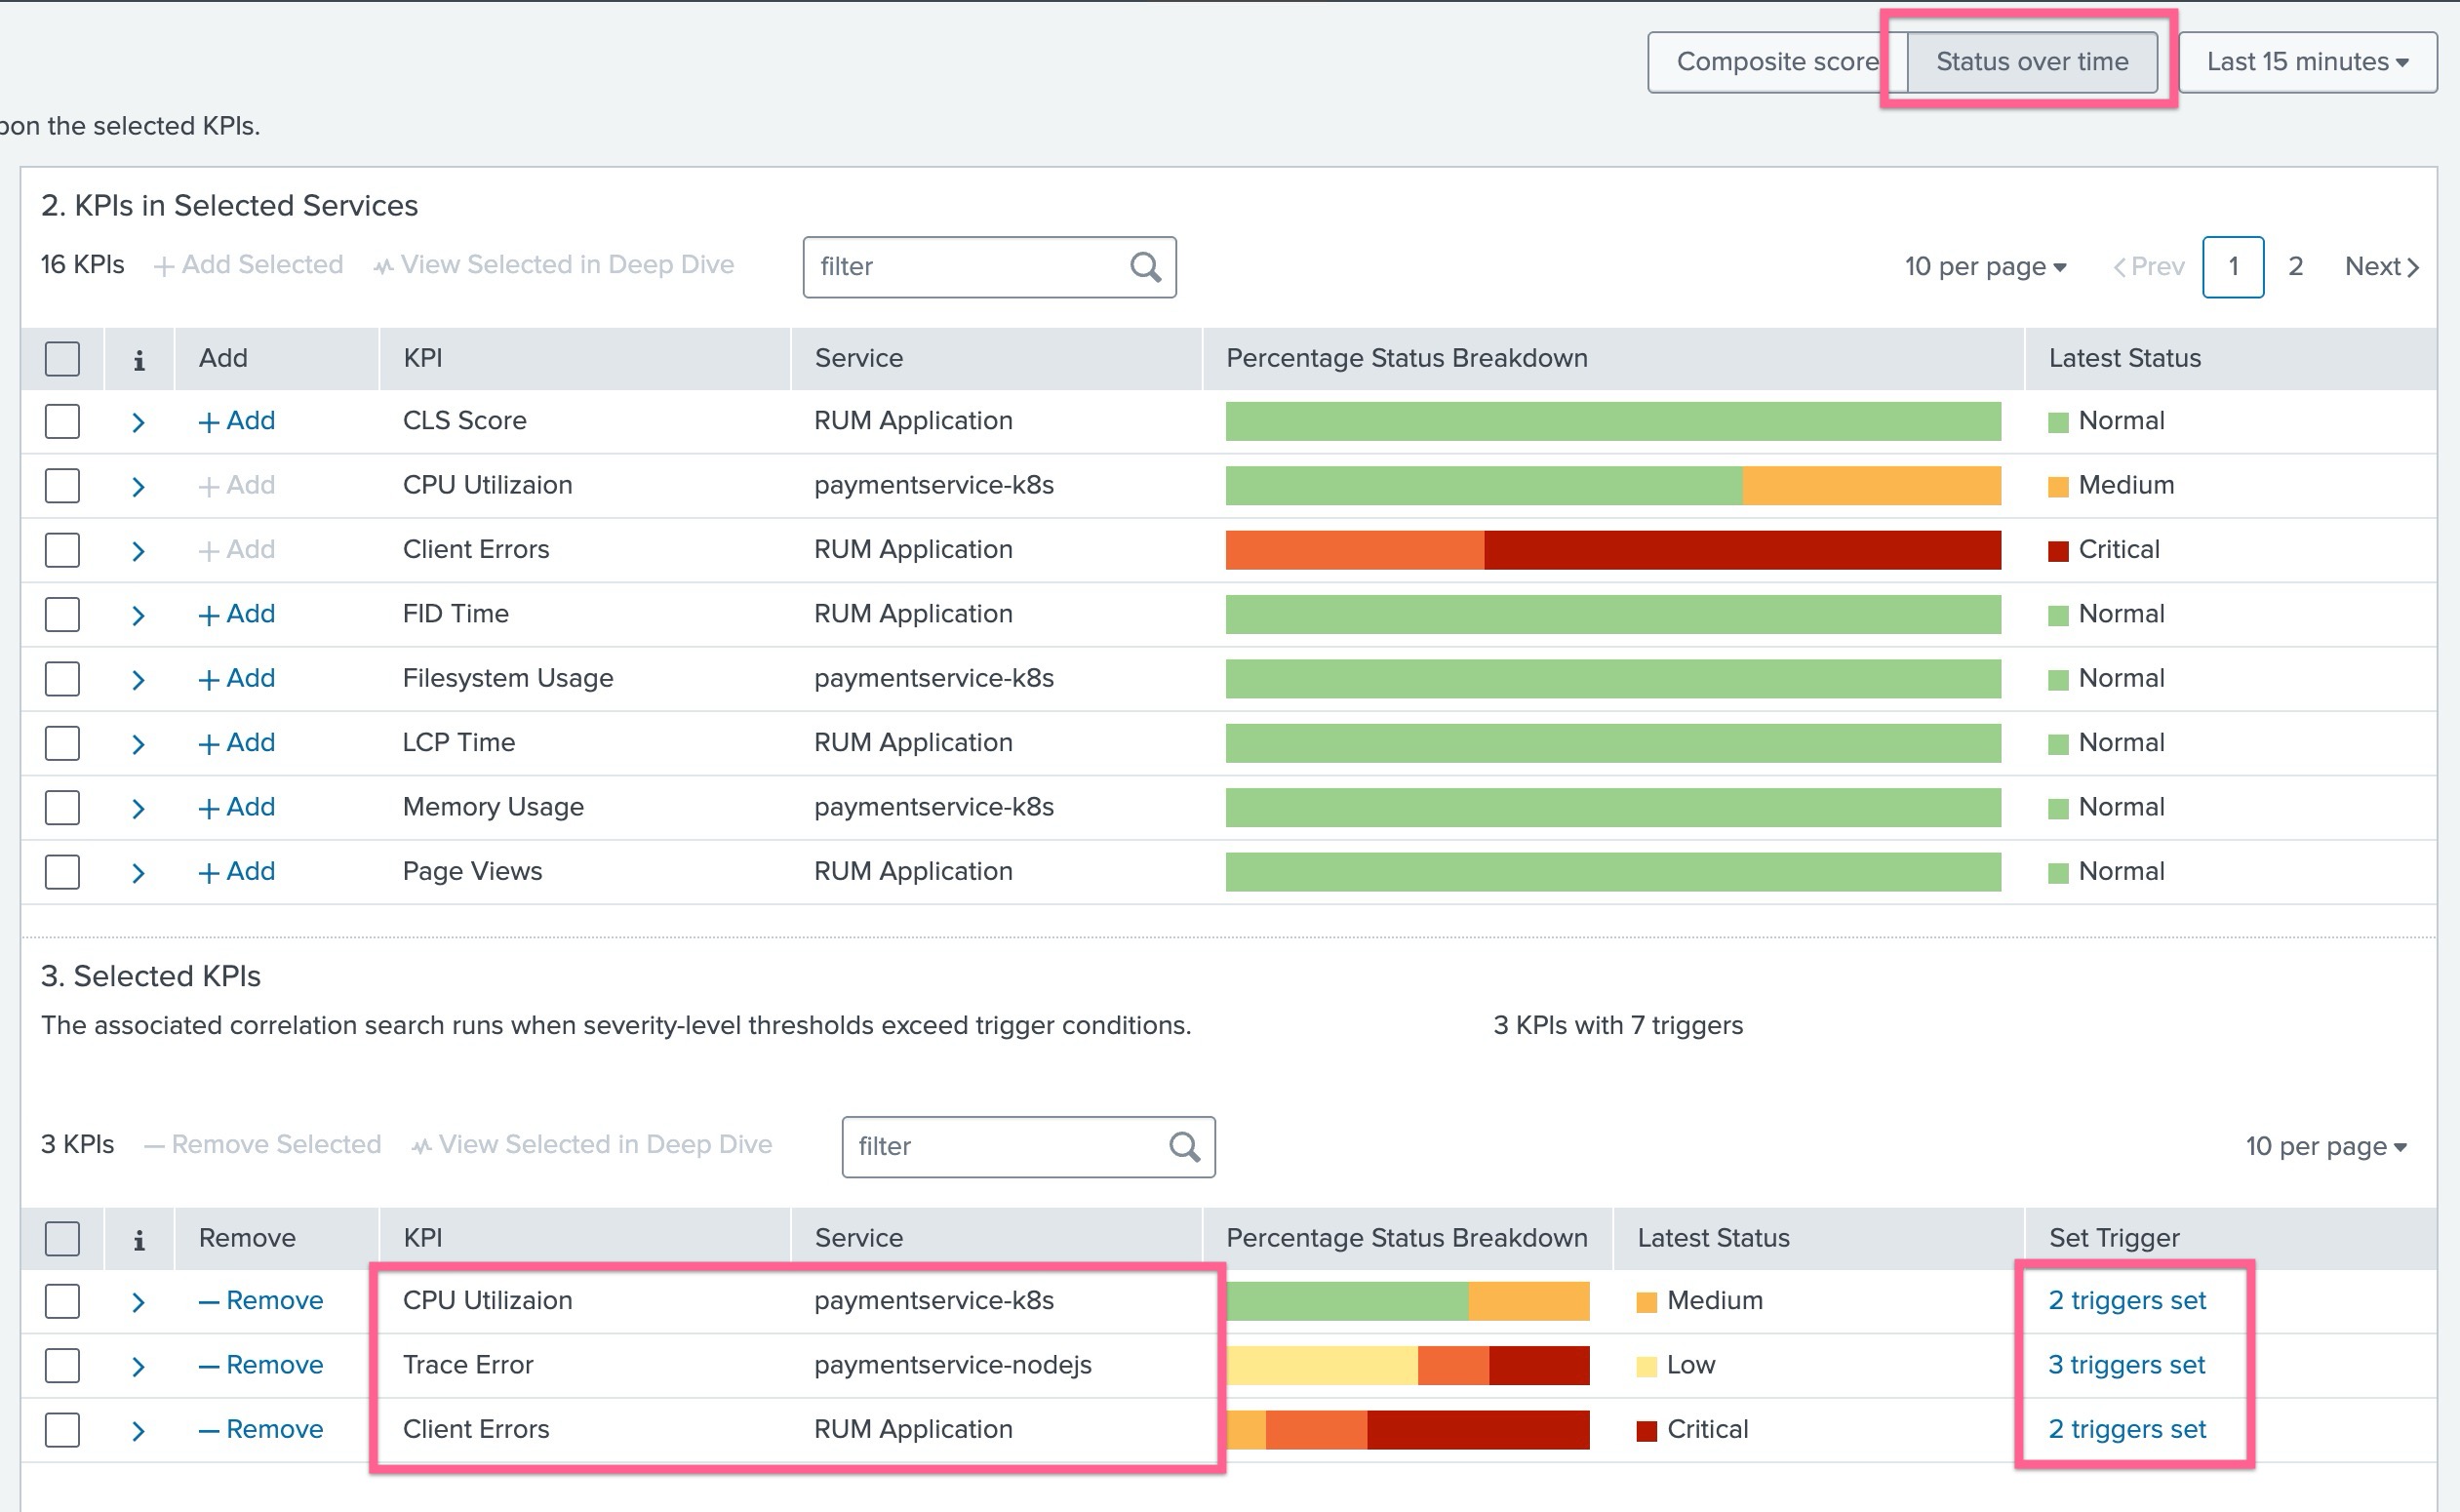 Composite score Status over time Last 15 minutes
pon the selected KPIs.
2. KPIs in Selected Services
16 KPIs + Add Selected View Selected in Deep Dive filter 10 per page < Prev 1 2 Next >
i Add KPI Service Percentage Status Breakdown Latest Status
+ Add CLS Score RUM Application Normal
+ Add CPU Utilizaion paymentservice-k8s Medium
+ Add Client Errors RUM Application Critical
+ Add FID Time RUM Application Normal
+ Add Filesystem Usage paymentservice-k8s Normal
+ Add LCP Time RUM Application Normal
+ Add Memory Usage paymentservice-k8s Normal
+ Add Page Views RUM Application Normal
3. Selected KPIs
The associated correlation search runs when severity-level thresholds exceed trigger conditions. 3 KPIs with 7 triggers
3 KPIs — Remove Selected View Selected in Deep Dive filter 10 per page
i Remove KPI Service Percentage Status Breakdown Latest Status Set Trigger
— Remove CPU Utilizaion paymentservice-k8s Medium 2 triggers set
— Remove Trace Error paymentservice-nodejs Low 3 triggers set
— Remove Client Errors RUM Application Critical 2 triggers set